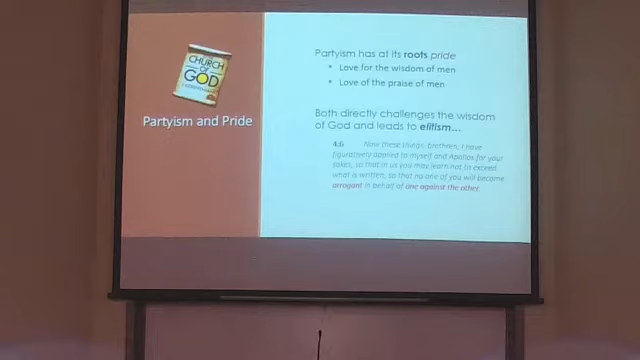 CHURCH
OF
GOD
Partyism and Pride
Partyism has at its roots pride
• Love for the wisdom of men
• Love of the praise of men
Both directly challenges the wisdom
of God and leads to elitism...
4:6 Now these things, brethren, I have
figuratively applied to myself and Apollos for your
sakes, so that in us you may learn not to exceed
what is written, so that no one of you will become
arrogant in behalf of one against the other.